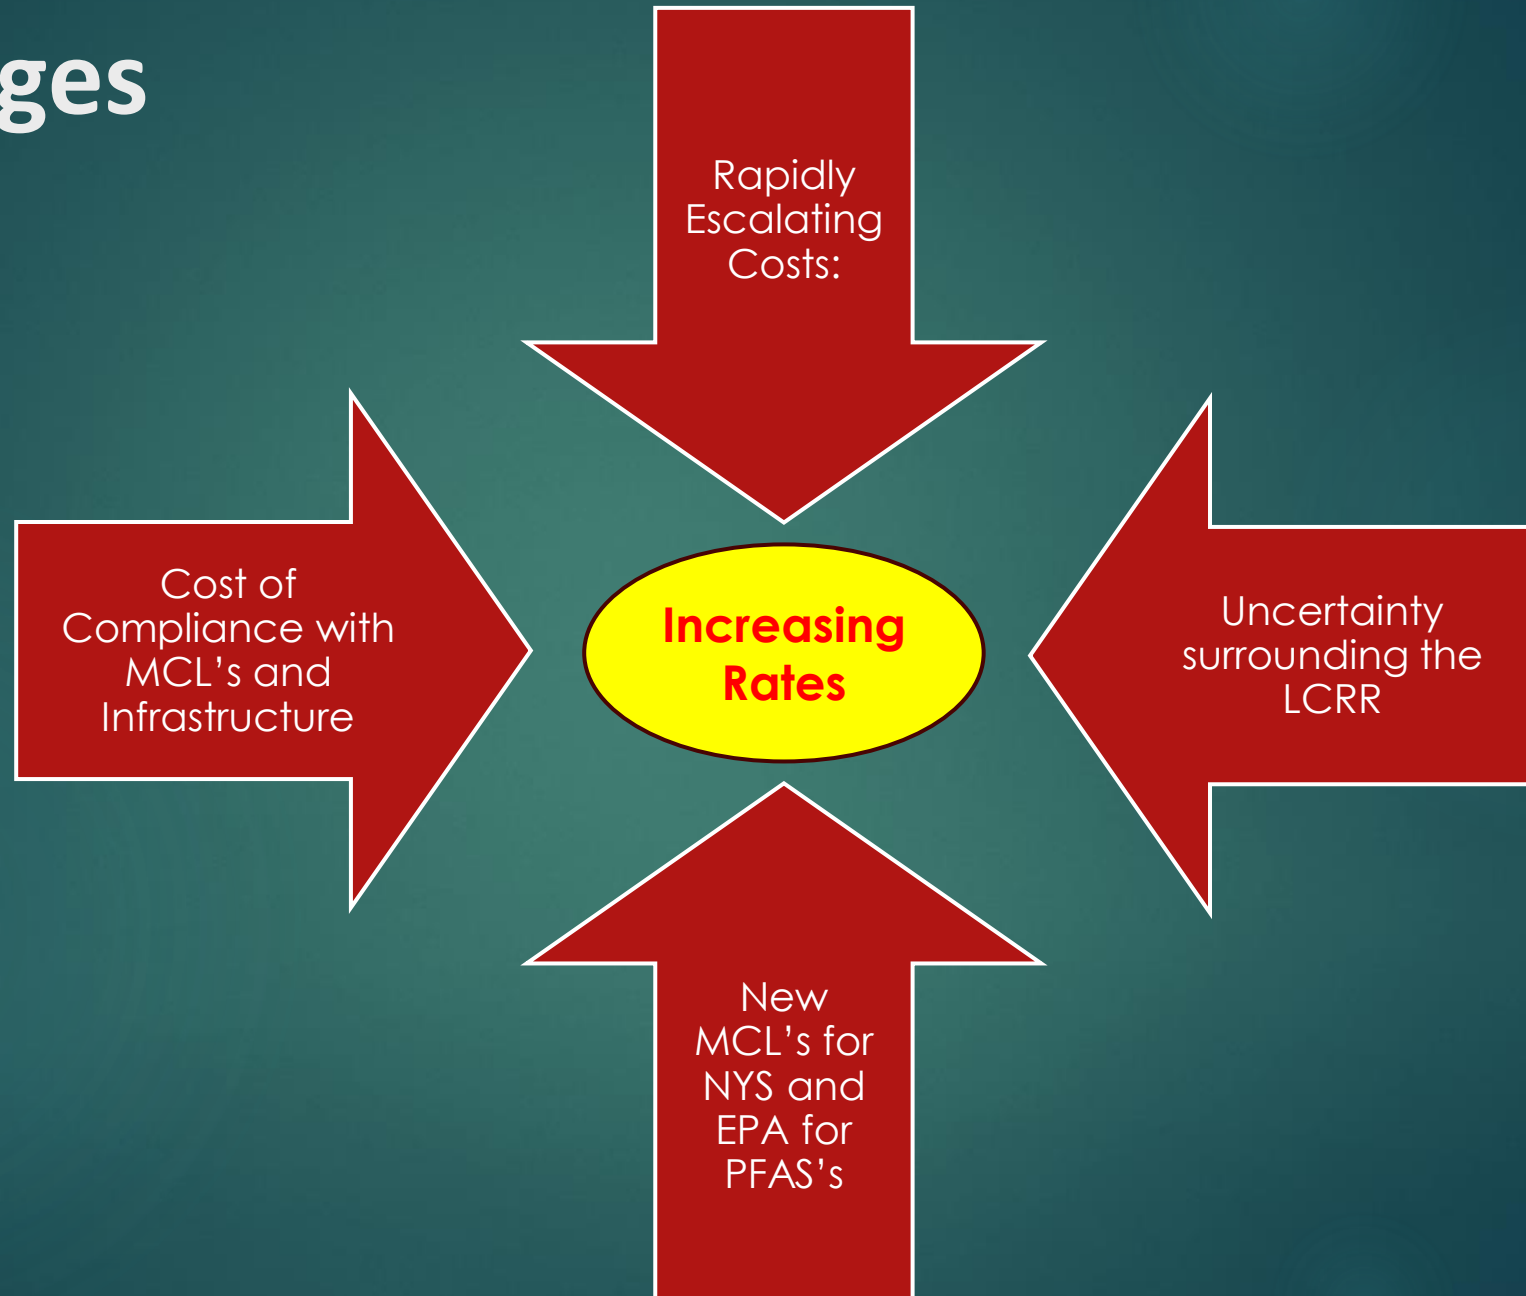 ges
Rapidly
Escalating
Costs:
Cost of
Compliance with
MCL’s and
Infrastructure
Increasing
Rates
Uncertainty
surrounding the
LCRR
New
MCL’s for
NYS and
EPA for
PFAS’s